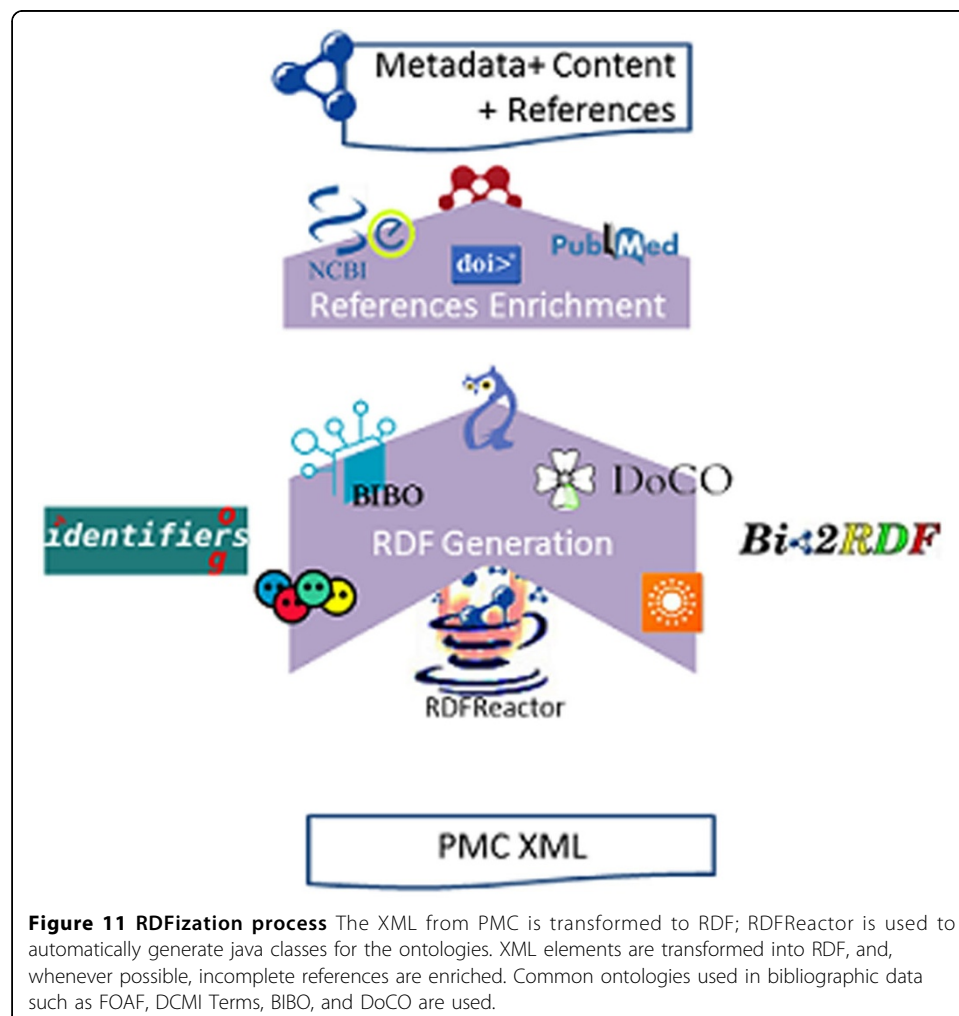 Metadata+ Content
+ References
NCBI
e
doi>
PubMed
References Enrichment
BIBO
DoCO
identifiers
org
RDF Generation
Bio2RDF
RDFReactor
PMC XML
Figure 11 RDFization process The XML from PMC is transformed to RDF; RDFReactor is used to
automatically generate java classes for the ontologies. XML elements are transformed into RDF, and,
whenever possible, incomplete references are enriched. Common ontologies used in bibliographic data
such as FOAF, DCMI Terms, BIBO, and DoCO are used.